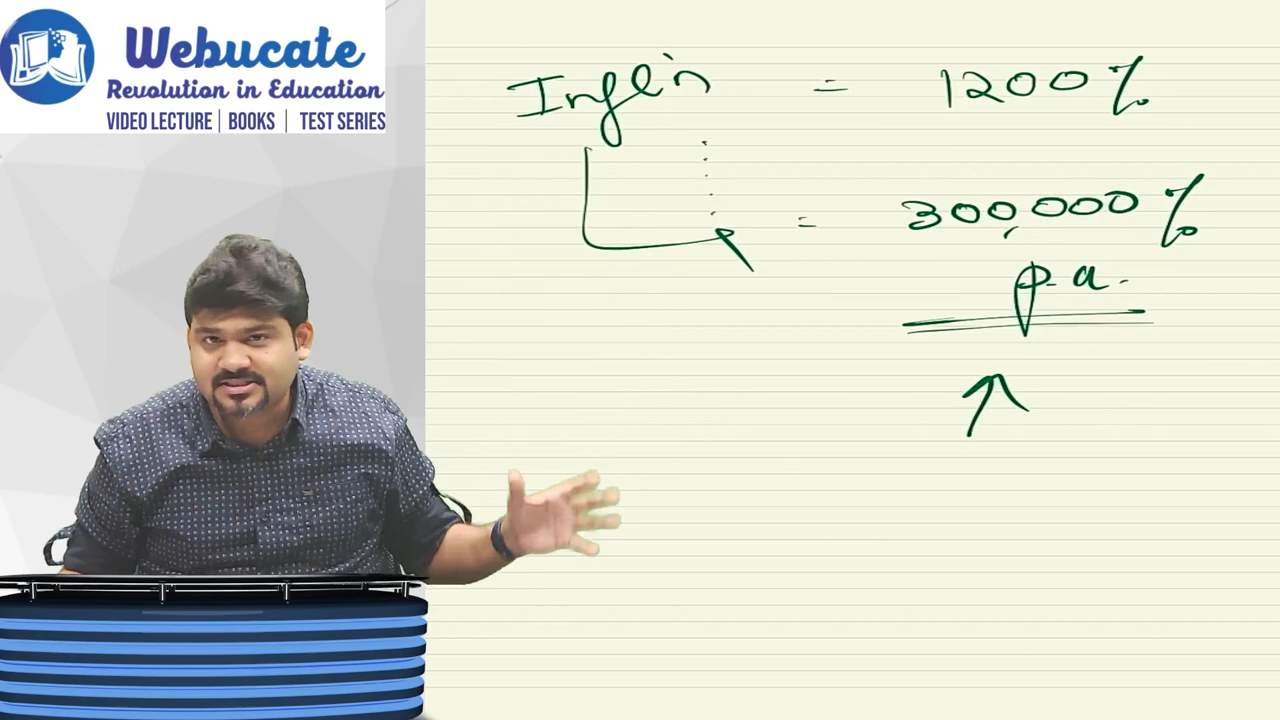 Webucate
Revolution in Education
VIDEO LECTURE | BOOKS | TEST SERIES
Infl'n = 1200%
= 300,000%
p.a.